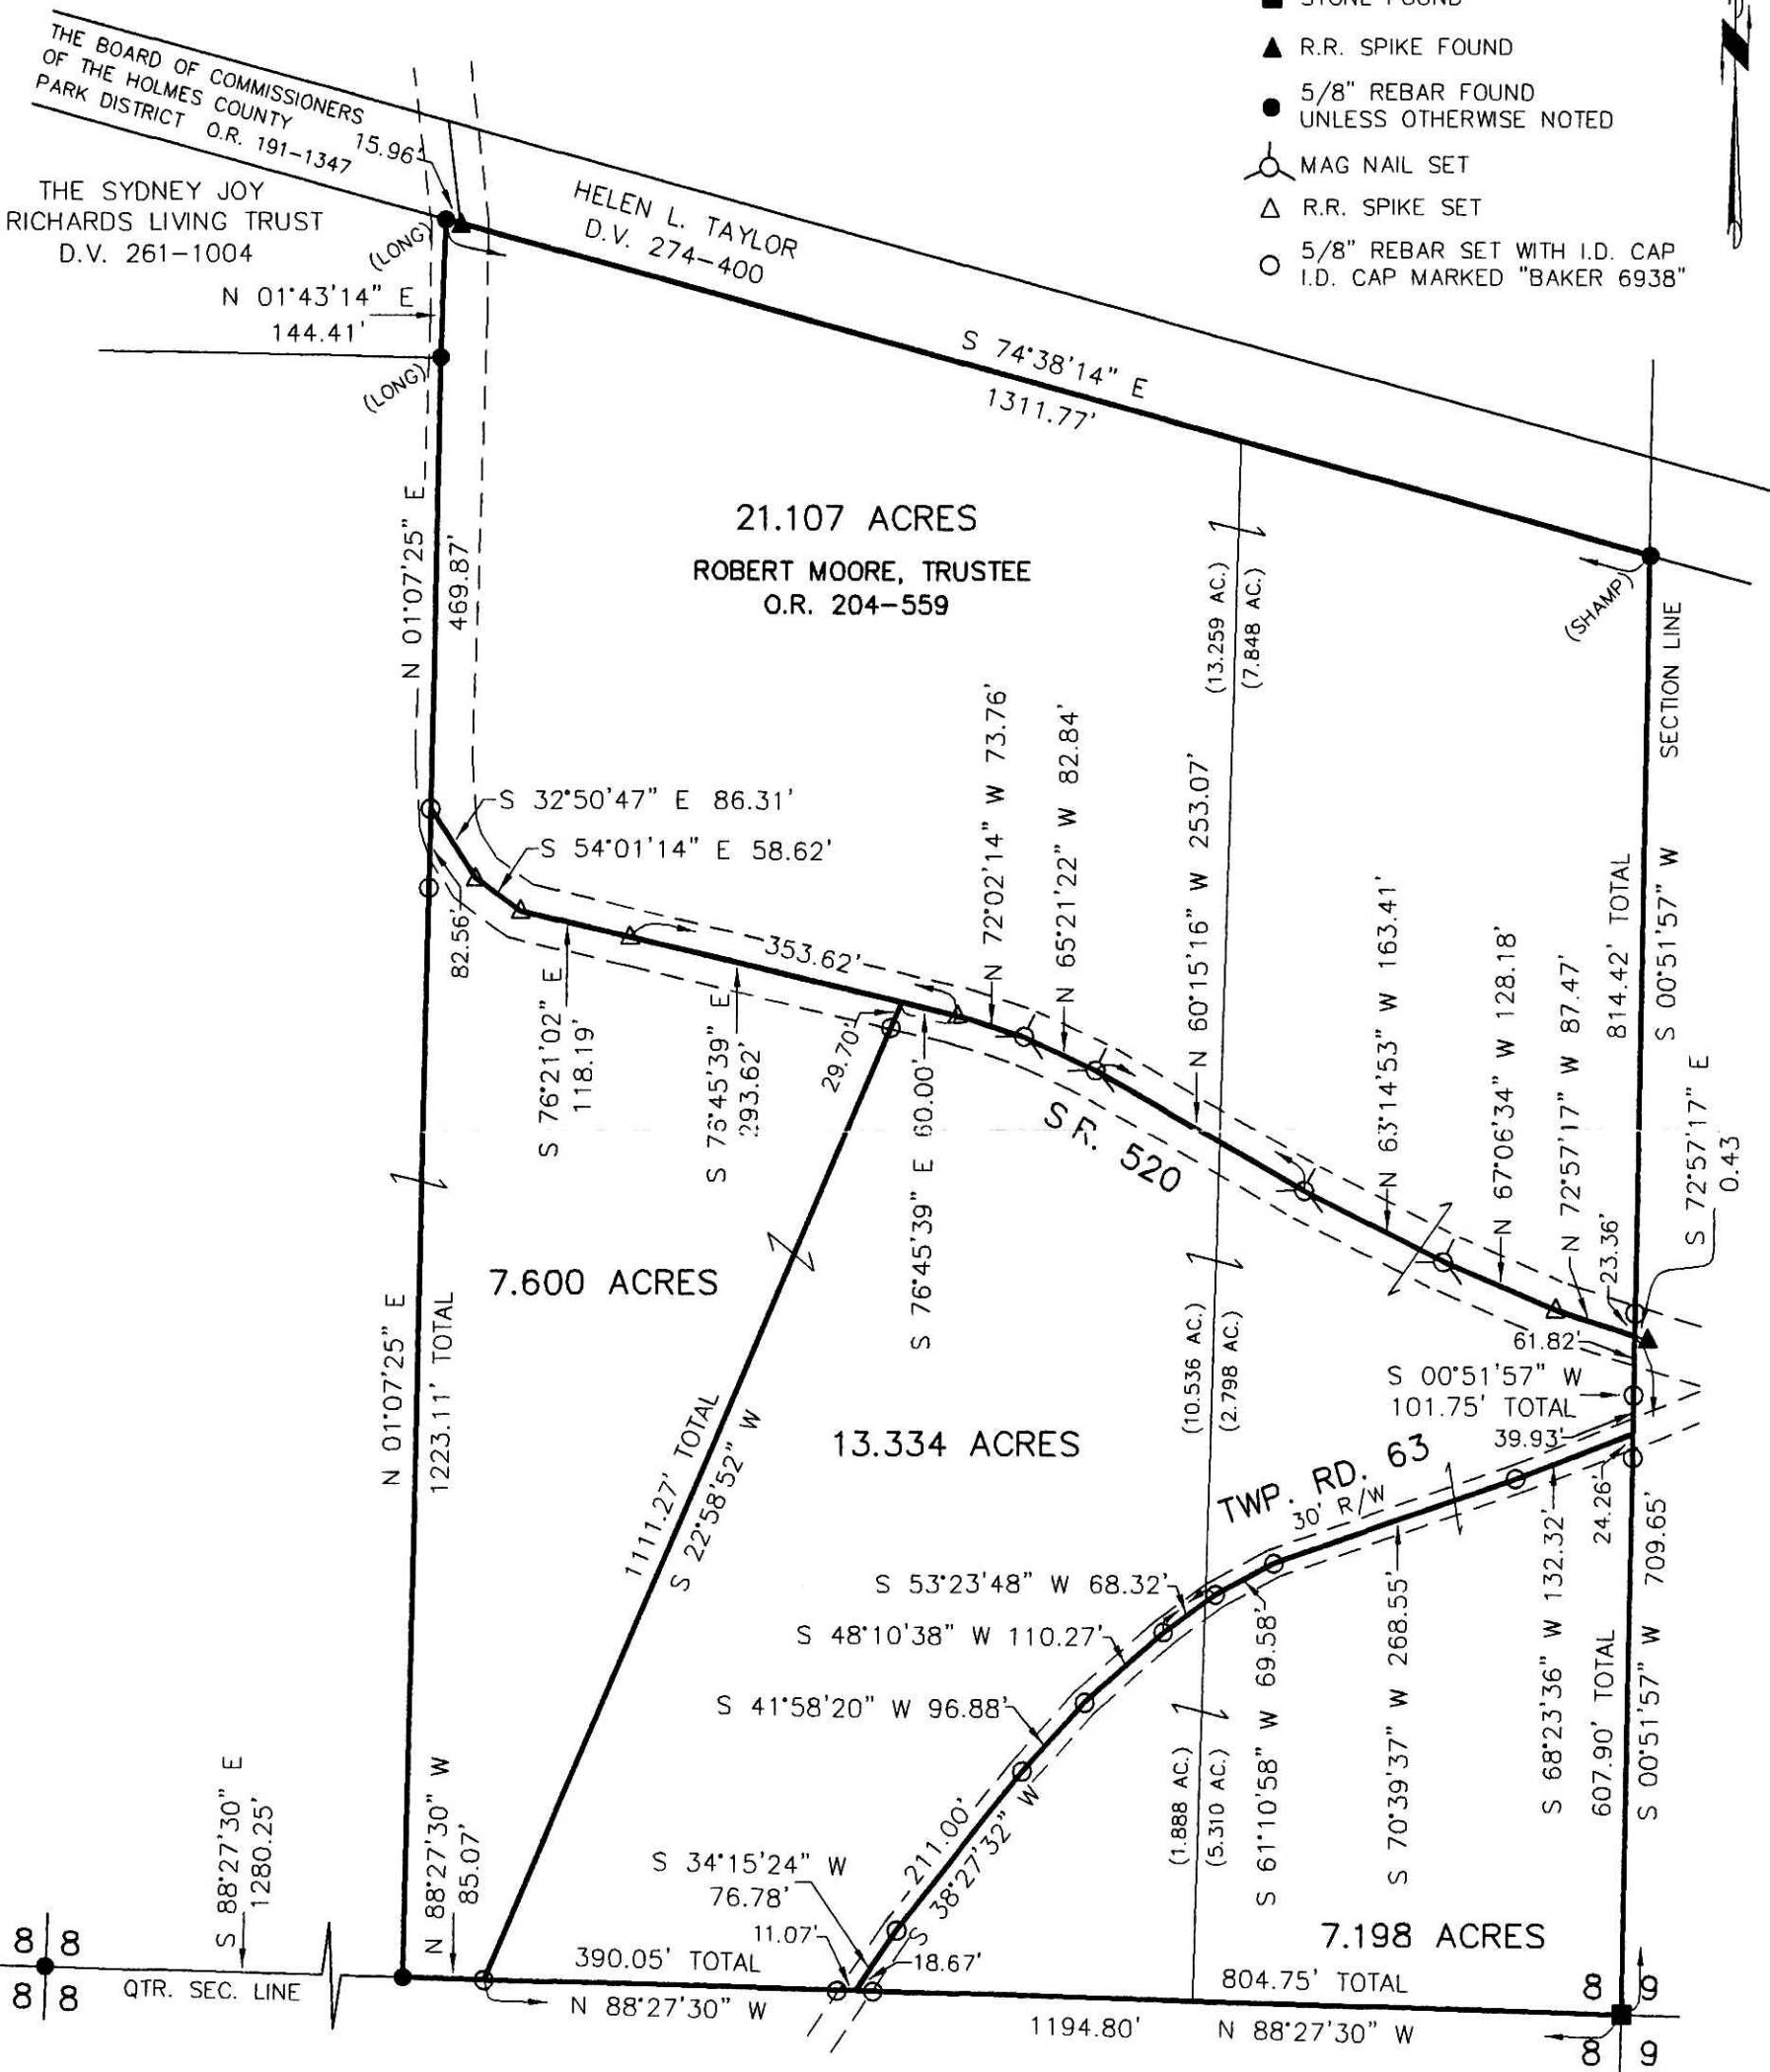 STONE FOUND
R.R. SPIKE FOUND
5/8" REBAR FOUND
UNLESS OTHERWISE NOTED
MAG NAIL SET
R.R. SPIKE SET
5/8" REBAR SET WITH I.D. CAP
I.D. CAP MARKED "BAKER 6938"
THE BOARD OF COMMISSIONERS
OF THE HOLMES COUNTY
PARK DISTRICT O.R. 191-1347
15.96'
THE SYDNEY JOY
RICHARDS LIVING TRUST
D.V. 261-1004
(LONG)
HELEN L. TAYLOR
D.V. 274-400
N 01°43'14" E
144.41'
(LONG)
S 74°38'14" E
1311.77'
21.107 ACRES
ROBERT MOORE, TRUSTEE
O.R. 204-559
N 01°07'25" E
469.87'
(13.259 AC.)
(7.848 AC.)
(SHAMP)
SECTION LINE
814.42' TOTAL
S 00°51'57" W
S 32°50'47" E 86.31'
S 54°01'14" E 58.62'
82.56'
S 76°21'02" E
118.19'
S 76°45'39" E
293.62'
353.62'
29.70'
S 76°45'39" E 60.00'
N 72°02'14" W 73.76'
N 65°21'22" W 82.84'
N 60°15'16" W 253.07'
N 63°14'53" W 163.41'
N 67°06'34" W 128.18'
N 72°57'17" W 87.47'
23.36'
S 72°57'17" E
0.43
S.R. 520
61.82'
S 00°51'57" W
101.75' TOTAL
39.93'
7.600 ACRES
N 01°07'25" E
1223.11' TOTAL
1111.27' TOTAL
S 22°58'52" W
(10.536 AC.)
(2.798 AC.)
13.334 ACRES
TWP. RD. 63
30' R/W
24.26'
709.65'
S 53°23'48" W 68.32'
S 48°10'38" W 110.27'
S 41°58'20" W 96.88'
211.00'
S 38°27'32" W
S 34°15'24" W
76.78'
11.07'
18.67'
(1.888 AC.)
(5.310 AC.)
S 61°10'58" W 69.58'
S 70°39'37" W 268.55'
S 68°23'36" W 132.32'
607.90' TOTAL
S 00°51'57" W
7.198 ACRES
S 88°27'30" E
1280.25'
N 88°27'30" W
85.07'
390.05' TOTAL
N 88°27'30" W
804.75' TOTAL
1194.80'
N 88°27'30" W
8 8
8 8
QTR. SEC. LINE
8 9
8 9